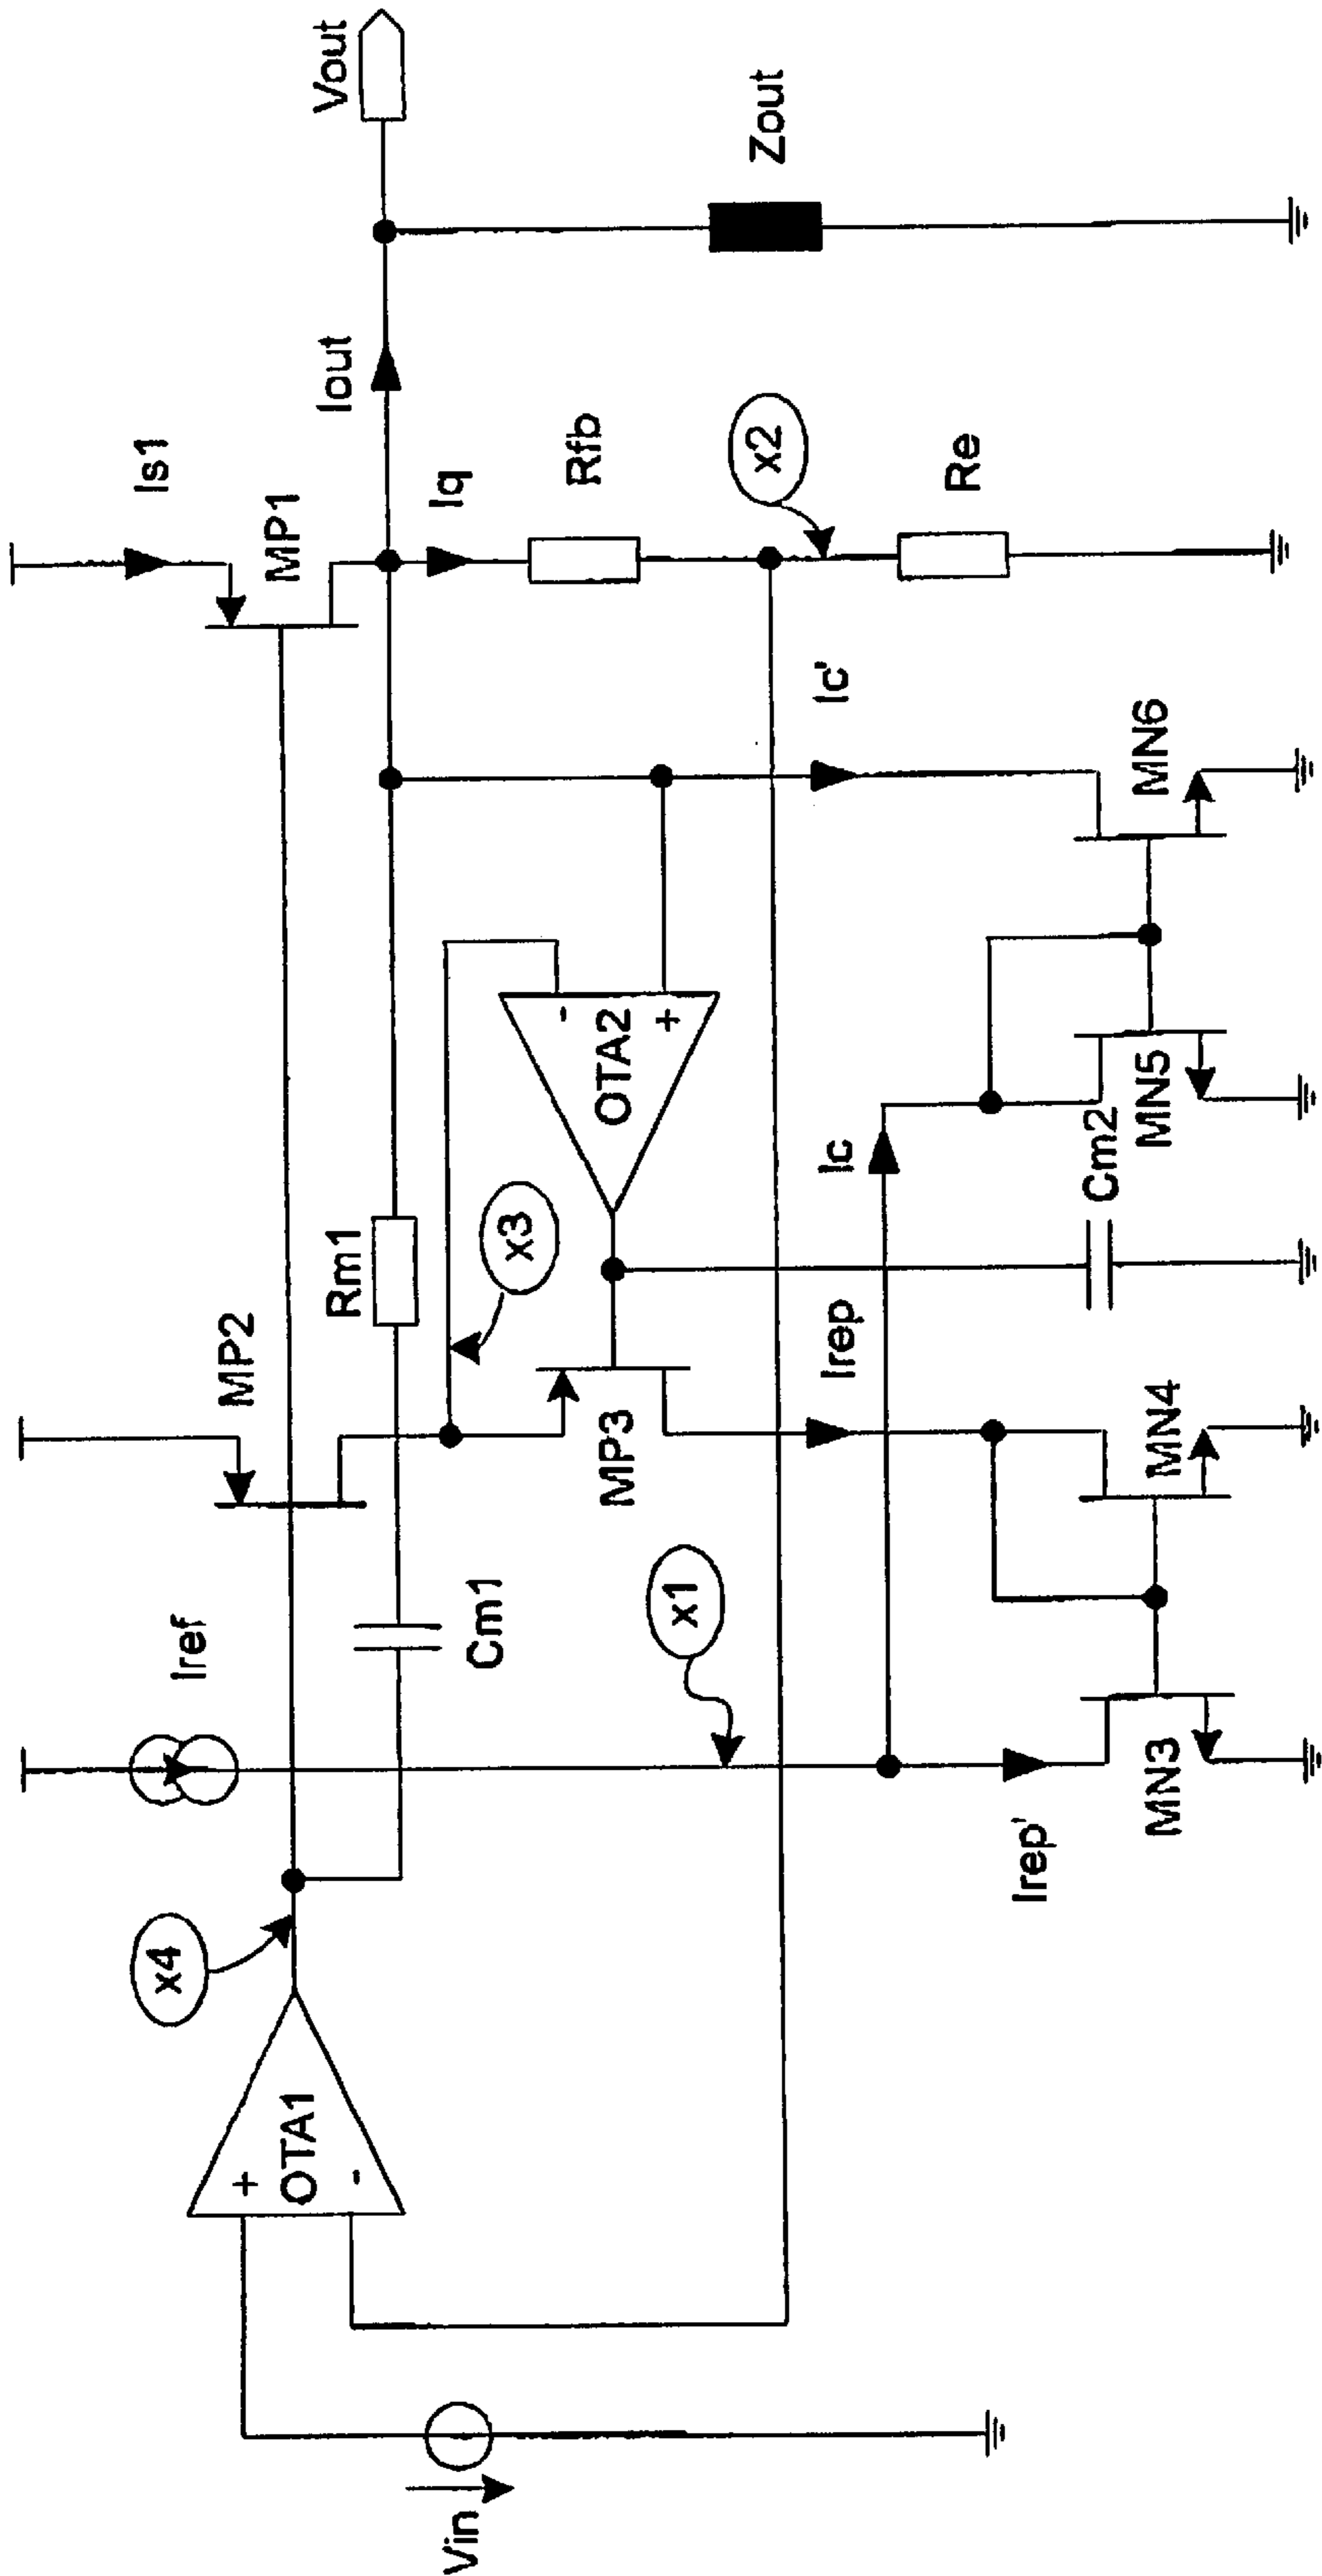 Vout
Is1
Iout
MP1
Iq
Rfb
Zout
x2
Re
Ic'
MN6
OTA2
-
+
MN5
Ic
Cm2
x3
Rm1
MP2
Irep
MP3
MN4
Cm1
x1
Iref
Irep'
MN3
x4
OTA1
+
-
Vin